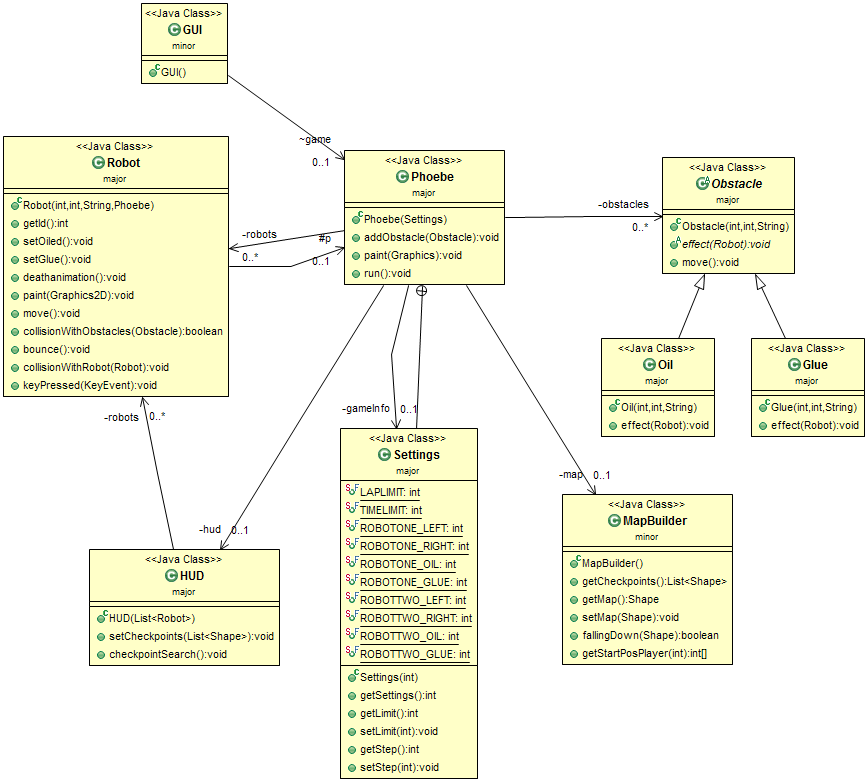 <<Java Class>>
GUI
minor
GUI()
~game
0..1
<<Java Class>>
Robot
major
Robot(int,int,String,Phoebe)
getId():int
setOiled():void
setGlue():void
deathanimation():void
paint(Graphics2D):void
move():void
collisionWithObstacles(Obstacle):boolean
bounce():void
collisionWithRobot(Robot):void
keyPressed(KeyEvent):void
<<Java Class>>
Phoebe
major
Phoebe(Settings)
addObstacle(Obstacle):void
paint(Graphics):void
run():void
-robots
0..*
#p
0..1
-obstacles
0..*
<<Java Class>>
Obstacle
major
Obstacle(int,int,String)
effect(Robot):void
move():void
<<Java Class>>
Oil
major
Oil(int,int,String)
effect(Robot):void
<<Java Class>>
Glue
major
Glue(int,int,String)
effect(Robot):void
-robots
0..*
-gameInfo
0..1
-hud
0..1
-map
0..1
<<Java Class>>
Settings
major
LAPLIMIT: int
TIMELIMIT: int
ROBOTONE_LEFT: int
ROBOTONE_RIGHT: int
ROBOTONE_OIL: int
ROBOTONE_GLUE: int
ROBOTTWO_LEFT: int
ROBOTTWO_RIGHT: int
ROBOTTWO_OIL: int
ROBOTTWO_GLUE: int
Settings(int)
getSettings():int
getLimit():int
setLimit(int):void
getStep():int
setStep(int):void
<<Java Class>>
HUD
major
HUD(List<Robot>)
setCheckpoints(List<Shape>):void
checkpointSearch():void
<<Java Class>>
MapBuilder
minor
MapBuilder()
getCheckpoints():List<Shape>
getMap():Shape
setMap(Shape):void
fallingDown(Shape):boolean
getStartPosPlayer(int):int[]